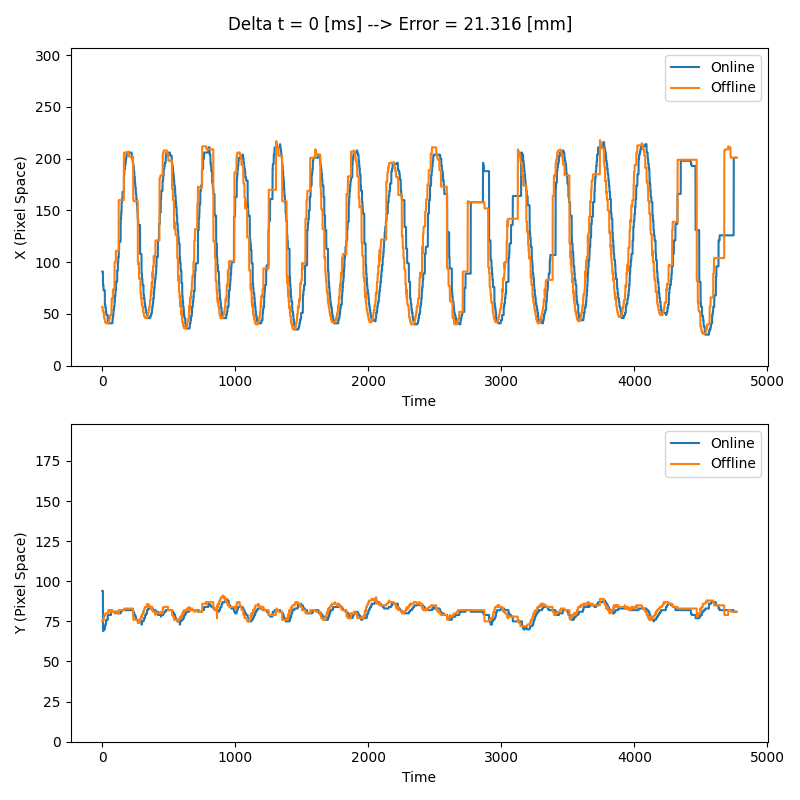 Delta t = 0 [ms] --> Error = 21.316 [mm]
300
250
200
150
100
50
0
X (Pixel Space)
Online
Offline
0 1000 2000 3000 4000 5000
Time
175
150
125
100
75
50
25
0
Y (Pixel Space)
Online
Offline
0 1000 2000 3000 4000 5000
Time